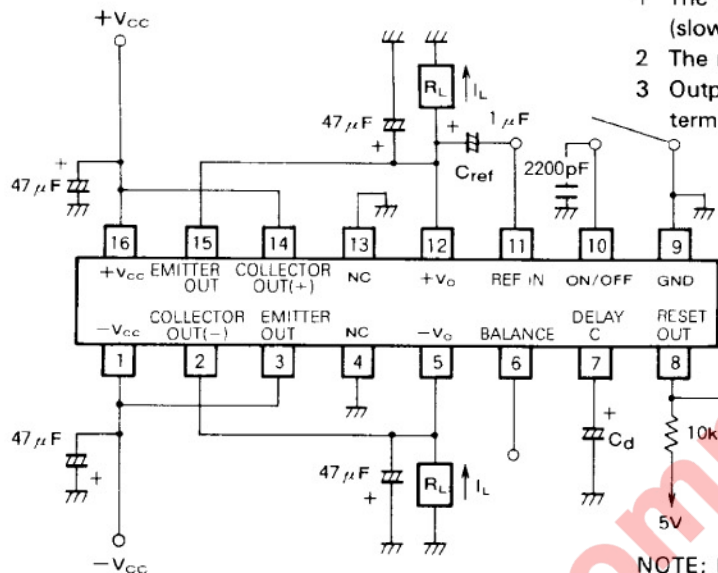 +VCC
1 The
(slow
2 The
3 Outp
term
RL
IL
47μF
+
+
1μF
Cref
2200pF
+
47μF
16
15
14
13
12
11
10
9
+VCC
EMITTER OUT
COLLECTOR OUT(+)
NC
+VO
REF IN
ON/OFF
GND
-VCC
COLLECTOR OUT(-)
EMITTER OUT
NC
-VO
BALANCE
DELAY C
RESET OUT
1
2
3
4
5
6
7
8
47μF
+
47μF
+
RL
IL
+
Cd
10k
5V
-VCC
NOTE: